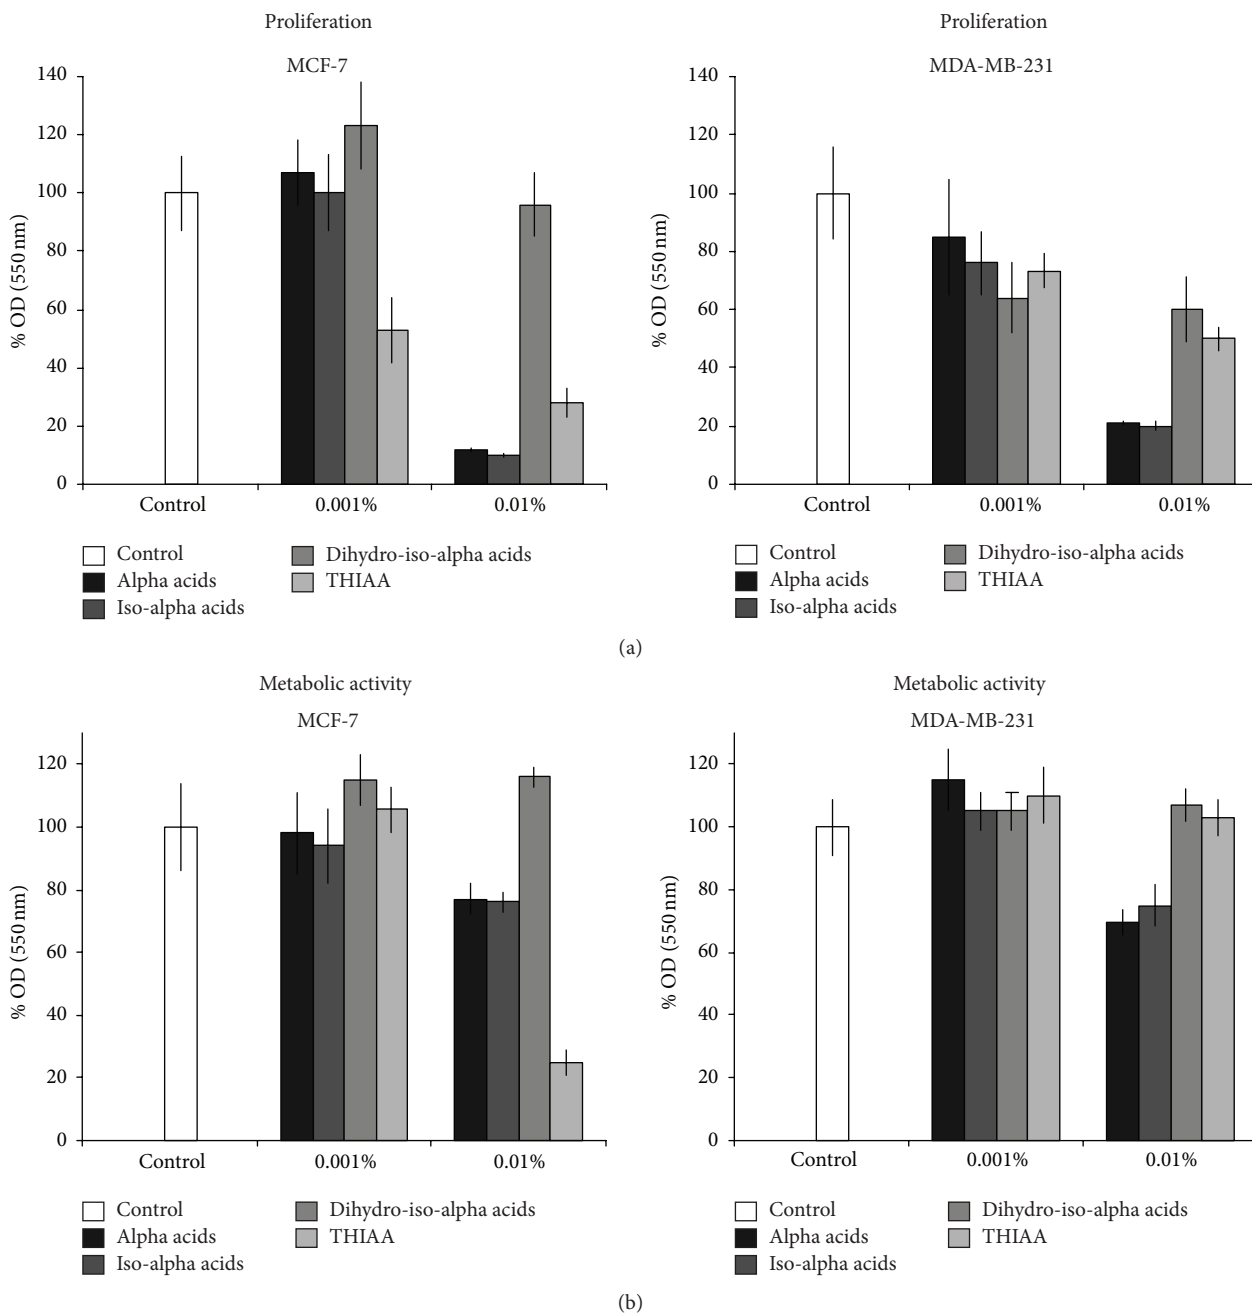 Proliferation
MCF-7
% OD (550 nm)
140
120
100
80
60
40
20
0
Control
0.001%
0.01%
Control
Alpha acids
Iso-alpha acids
Dihydro-iso-alpha acids
THIAA
Proliferation
MDA-MB-231
% OD (550 nm)
140
120
100
80
60
40
20
0
Control
0.001%
0.01%
Control
Alpha acids
Iso-alpha acids
Dihydro-iso-alpha acids
THIAA
(a)
Metabolic activity
MCF-7
% OD (550 nm)
120
100
80
60
40
20
0
Control
0.001%
0.01%
Control
Alpha acids
Iso-alpha acids
Dihydro-iso-alpha acids
THIAA
Metabolic activity
MDA-MB-231
% OD (550 nm)
120
100
80
60
40
20
0
Control
0.001%
0.01%
Control
Alpha acids
Iso-alpha acids
Dihydro-iso-alpha acids
THIAA
(b)